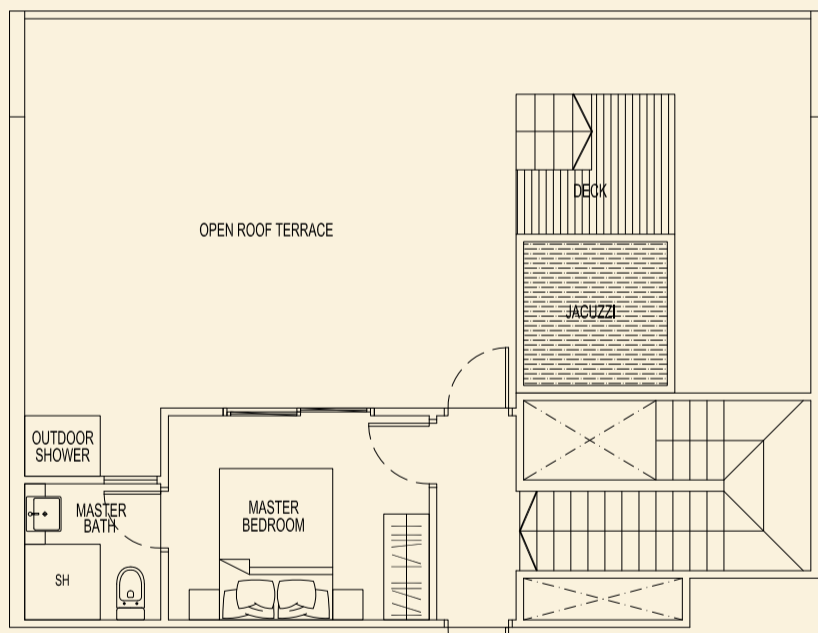 DECK
OPEN ROOF TERRACE
JACUZZI
OUTDOOR
SHOWER
MASTER
BATH
MASTER
BEDROOM
SH